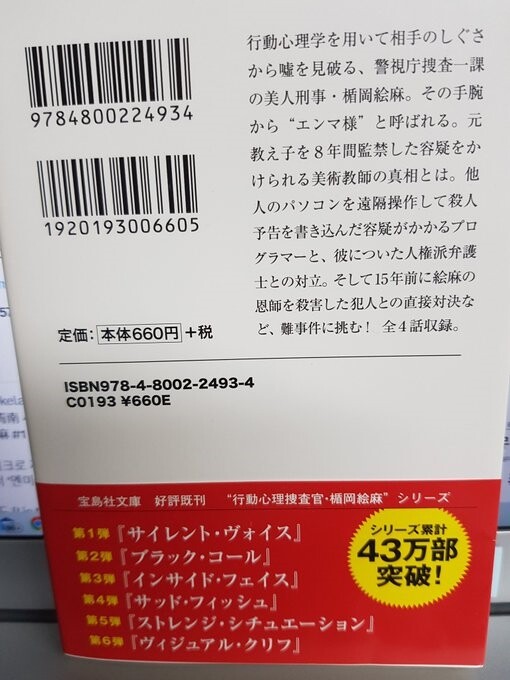 9784800224934
1920193006605
行動心理学を用いて相手のしぐさ
から嘘を見破る、警視庁捜査一課
の美人刑事・楯岡絵麻。その手腕
から“エンマ様”と呼ばれる。元
教え子を8年間監禁した容疑をか
けられる美術教師の真相とは。他
人のパソコンを遠隔操作して殺人
予告を書き込んだ容疑がかかるプロ
グラマーと、彼についた人権派弁護
士との対立。そして15年前に絵麻の
恩師を殺害した犯人との直接対決な
ど、難事件に挑む! 全4話収録。
定価:本体660円+税
ISBN978-4-8002-2493-4
C0193 ¥660E
宝島社文庫 好評既刊 “行動心理捜査官・楯岡絵麻”シリーズ
第1弾『サイレント・ヴォイス』
第2弾『ブラック・コール』
第3弾『インサイド・フェイス』
第4弾『サッド・フィッシュ』
第5弾『ストレンジ・シチュエーション』
第6弾『ヴィジュアル・クリフ』
シリーズ累計
43万部
突破!